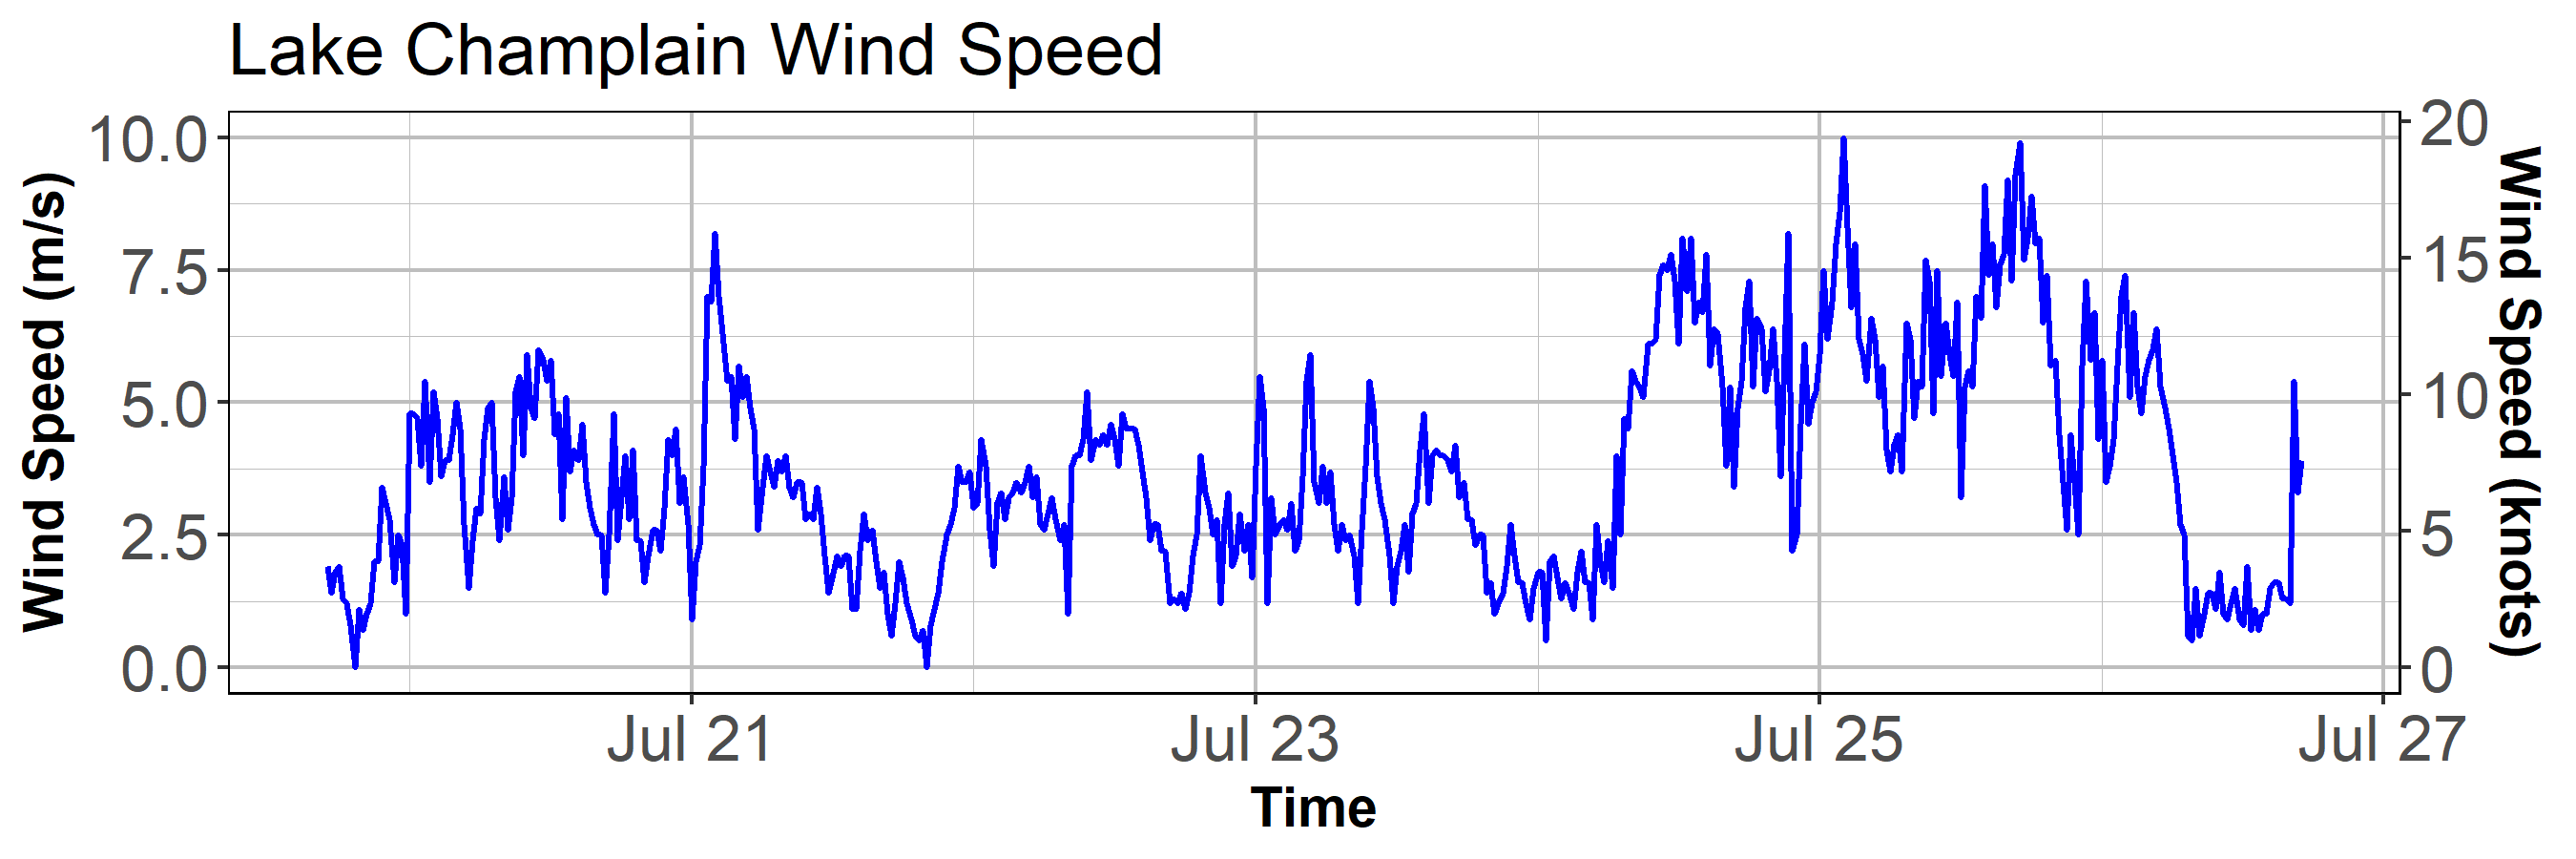 Lake Champlain Wind Speed
Wind Speed (m/s)
10.0
7.5
5.0
2.5
0.0
20
15
10
5
0
Wind Speed (knots)
Jul 21
Jul 23
Jul 25
Jul 27
Time